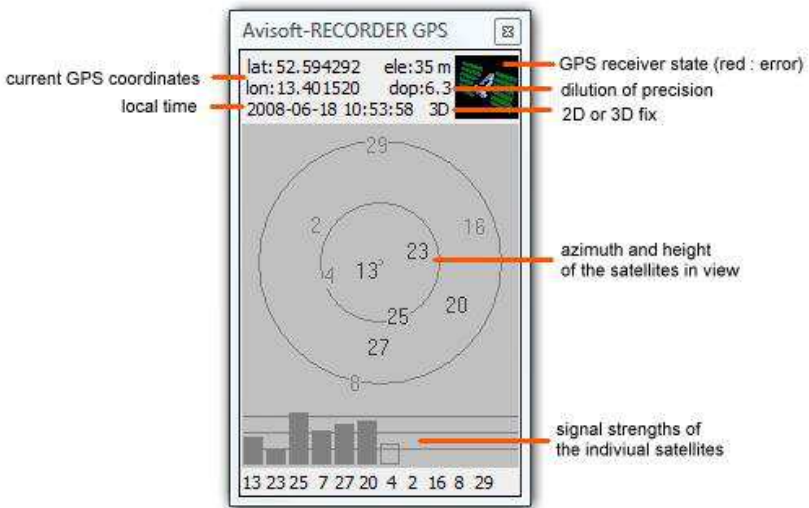 Avisoft-RECORDER GPS
lat: 52.594292 ele: 35 m
lon: 13.401520 dop: 6.3
2008-06-18 10:53:58 3D
current GPS coordinates
local time
GPS receiver state (red : error)
dilution of precision
2D or 3D fix
29
2
16
23
13°
4
20
25
27
8
azimuth and height
of the satellites in view
signal strengths of
the indiviual satellites
13 23 25 7 27 20 4 2 16 8 29